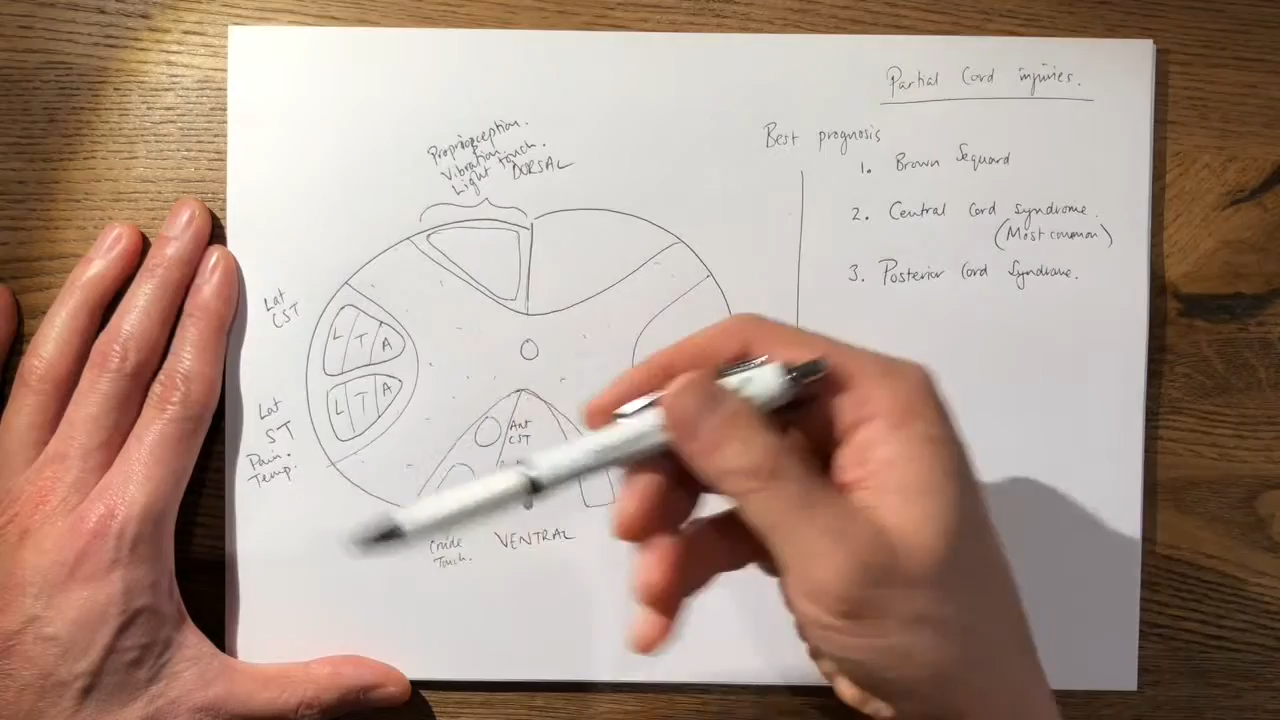 Partial Cord injuries.
Best prognosis
1. Brown Sequard
2. Central Cord syndrome.
(Most common)
3. Posterior Cord Syndrome.
Proprioception.
Vibration.
Light Touch.
DORSAL
Lat
CST
L T A
L T A
Lat
ST
Pain.
Temp.
Ant
CST
Crude
Touch.
VENTRAL